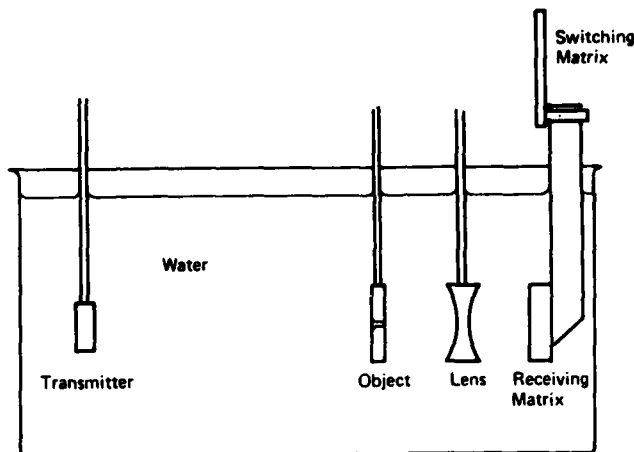 Switching
Matrix
Water
Transmitter
Object
Lens
Receiving
Matrix